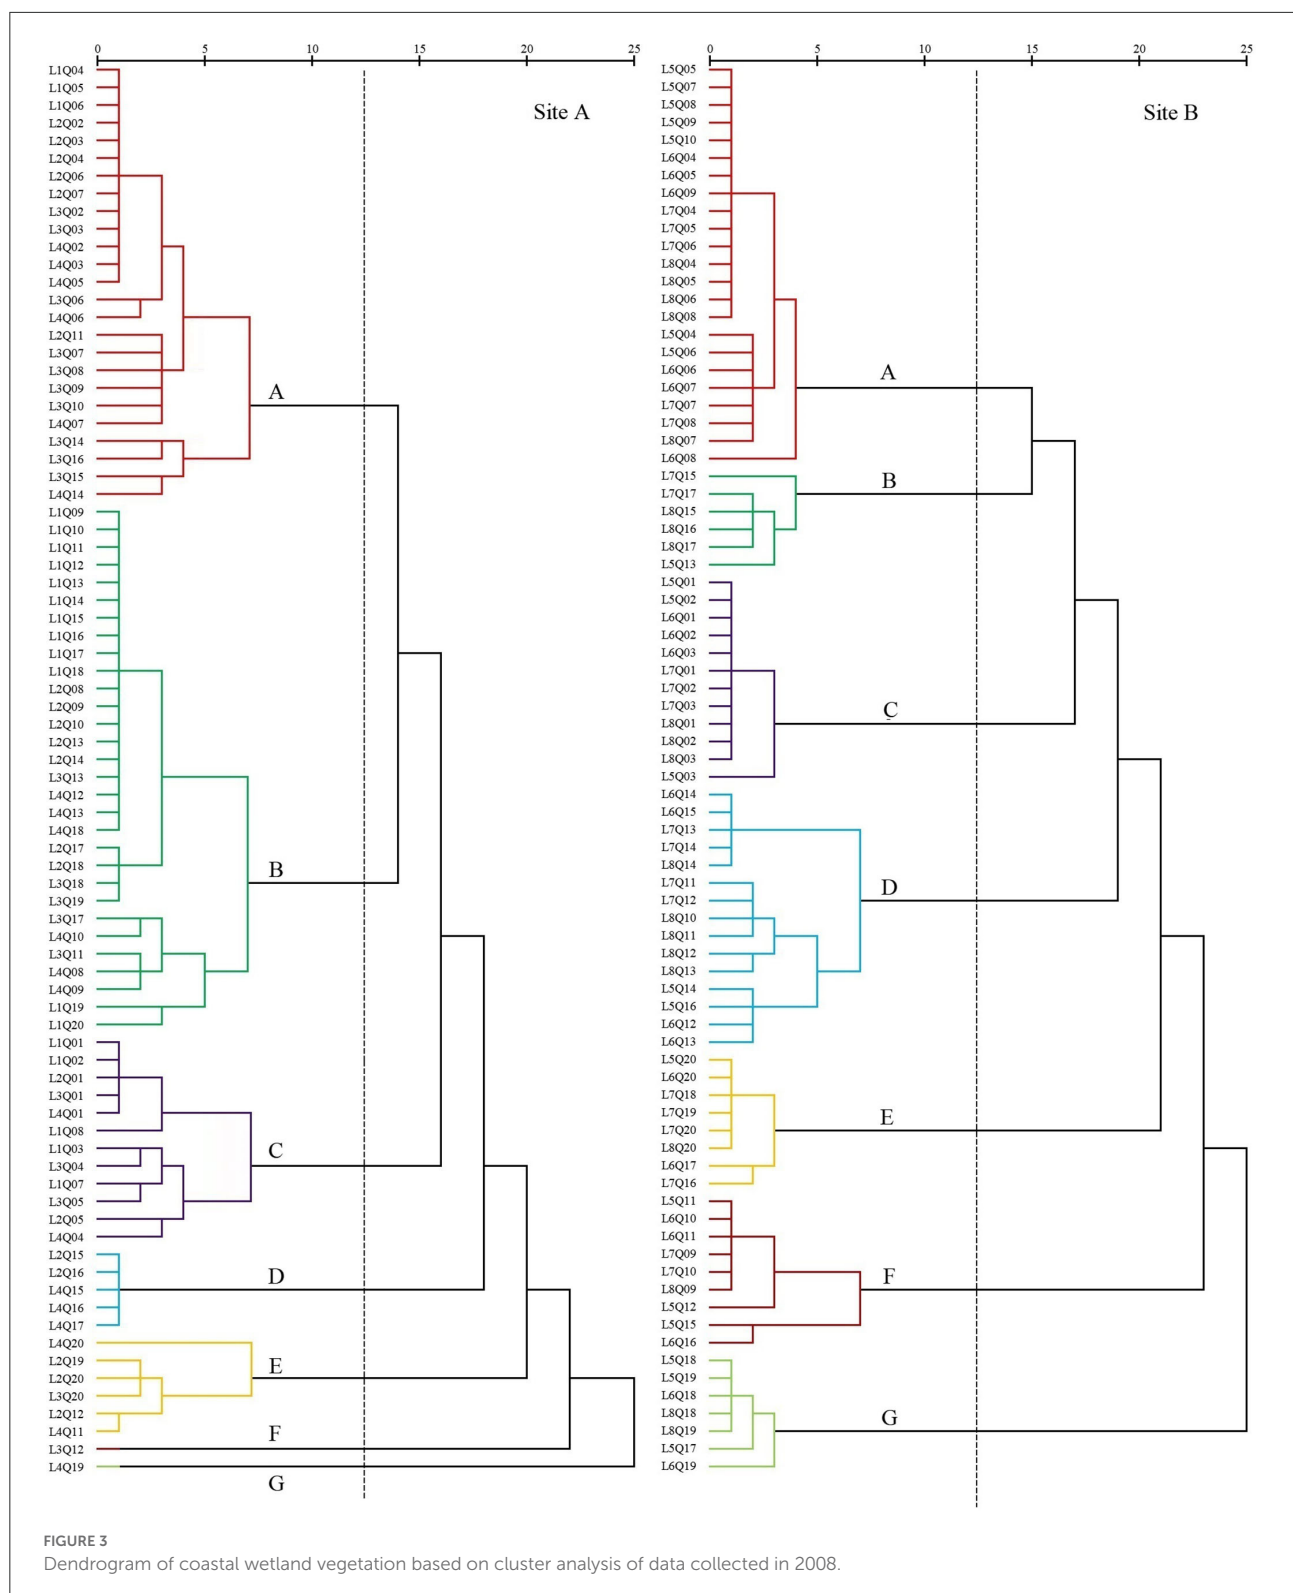 0 5 10 15 20 25
Site A
L1Q04
L1Q05
L1Q06
L2Q02
L2Q03
L2Q04
L2Q06
L2Q07
L3Q02
L3Q03
L4Q02
L4Q03
L4Q05
L3Q06
L4Q06
L2Q11
L3Q07
L3Q08
L3Q09
L3Q10
L4Q07
L3Q14
L3Q16
L3Q15
L4Q14
L1Q09
L1Q10
L1Q11
L1Q12
L1Q13
L1Q14
L1Q15
L1Q16
L1Q17
L1Q18
L2Q08
L2Q09
L2Q10
L2Q13
L2Q14
L3Q13
L4Q12
L4Q13
L4Q18
L2Q17
L2Q18
L3Q18
L3Q19
L3Q17
L4Q10
L3Q11
L4Q08
L4Q09
L1Q19
L1Q20
L1Q01
L1Q02
L2Q01
L3Q01
L4Q01
L1Q08
L1Q03
L3Q04
L1Q07
L3Q05
L2Q05
L4Q04
L2Q15
L2Q16
L4Q15
L4Q16
L4Q17
L4Q20
L2Q19
L2Q20
L3Q20
L2Q12
L4Q11
L3Q12
L4Q19
A
B
C
D
E
F
G
0 5 10 15 20 25
Site B
L5Q05
L5Q07
L5Q08
L5Q09
L5Q10
L6Q04
L6Q05
L6Q09
L7Q04
L7Q05
L7Q06
L8Q04
L8Q05
L8Q06
L8Q08
L5Q04
L5Q06
L6Q06
L6Q07
L7Q07
L7Q08
L8Q07
L6Q08
L7Q15
L7Q17
L8Q15
L8Q16
L8Q17
L5Q13
L5Q01
L5Q02
L6Q01
L6Q02
L6Q03
L7Q01
L7Q02
L7Q03
L8Q01
L8Q02
L8Q03
L5Q03
L6Q14
L6Q15
L7Q13
L7Q14
L8Q14
L7Q11
L7Q12
L8Q10
L8Q11
L8Q12
L8Q13
L5Q14
L5Q16
L6Q12
L6Q13
L5Q20
L6Q20
L7Q18
L7Q19
L7Q20
L8Q20
L6Q17
L7Q16
L5Q11
L6Q10
L6Q11
L7Q09
L7Q10
L8Q09
L5Q12
L5Q15
L6Q16
L5Q18
L5Q19
L6Q18
L8Q18
L8Q19
L5Q17
L6Q19
A
B
C
D
E
F
G
FIGURE 3
Dendrogram of coastal wetland vegetation based on cluster analysis of data collected in 2008.